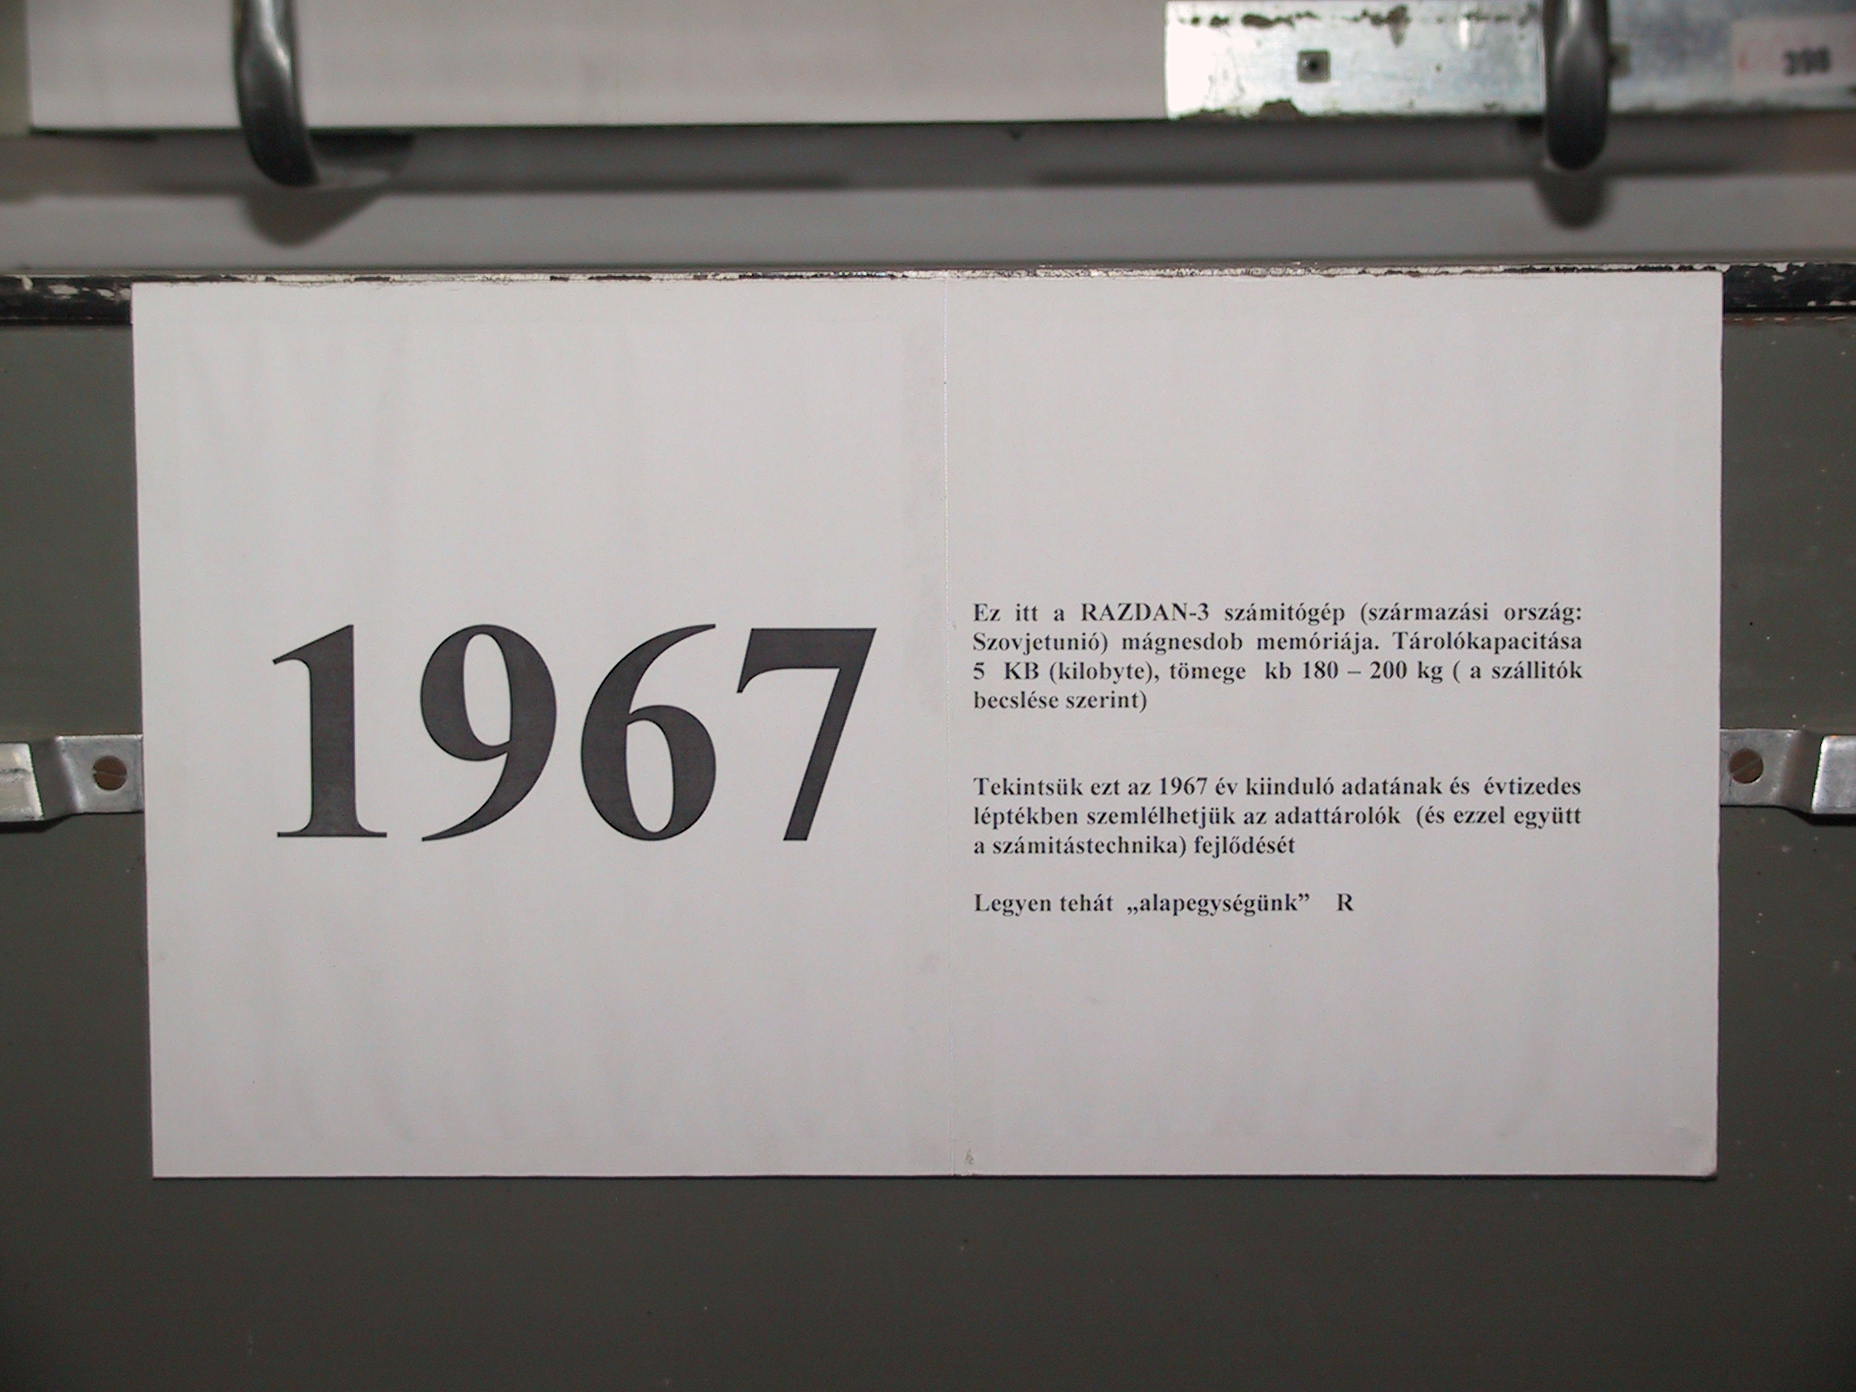 398
1967
Ez itt a RAZDAN-3 számitógép (származási ország:
Szovjetunió) mágnesdob memóriája. Tárolókapacitása
5 KB (kilobyte), tömege kb 180 – 200 kg ( a szállitók
becslése szerint)
Tekintsük ezt az 1967 év kiinduló adatának és évtizedes
léptékben szemlélhetjük az adattárolók (és ezzel együtt
a számitástechnika) fejlődését
Legyen tehát „alapegységünk” R